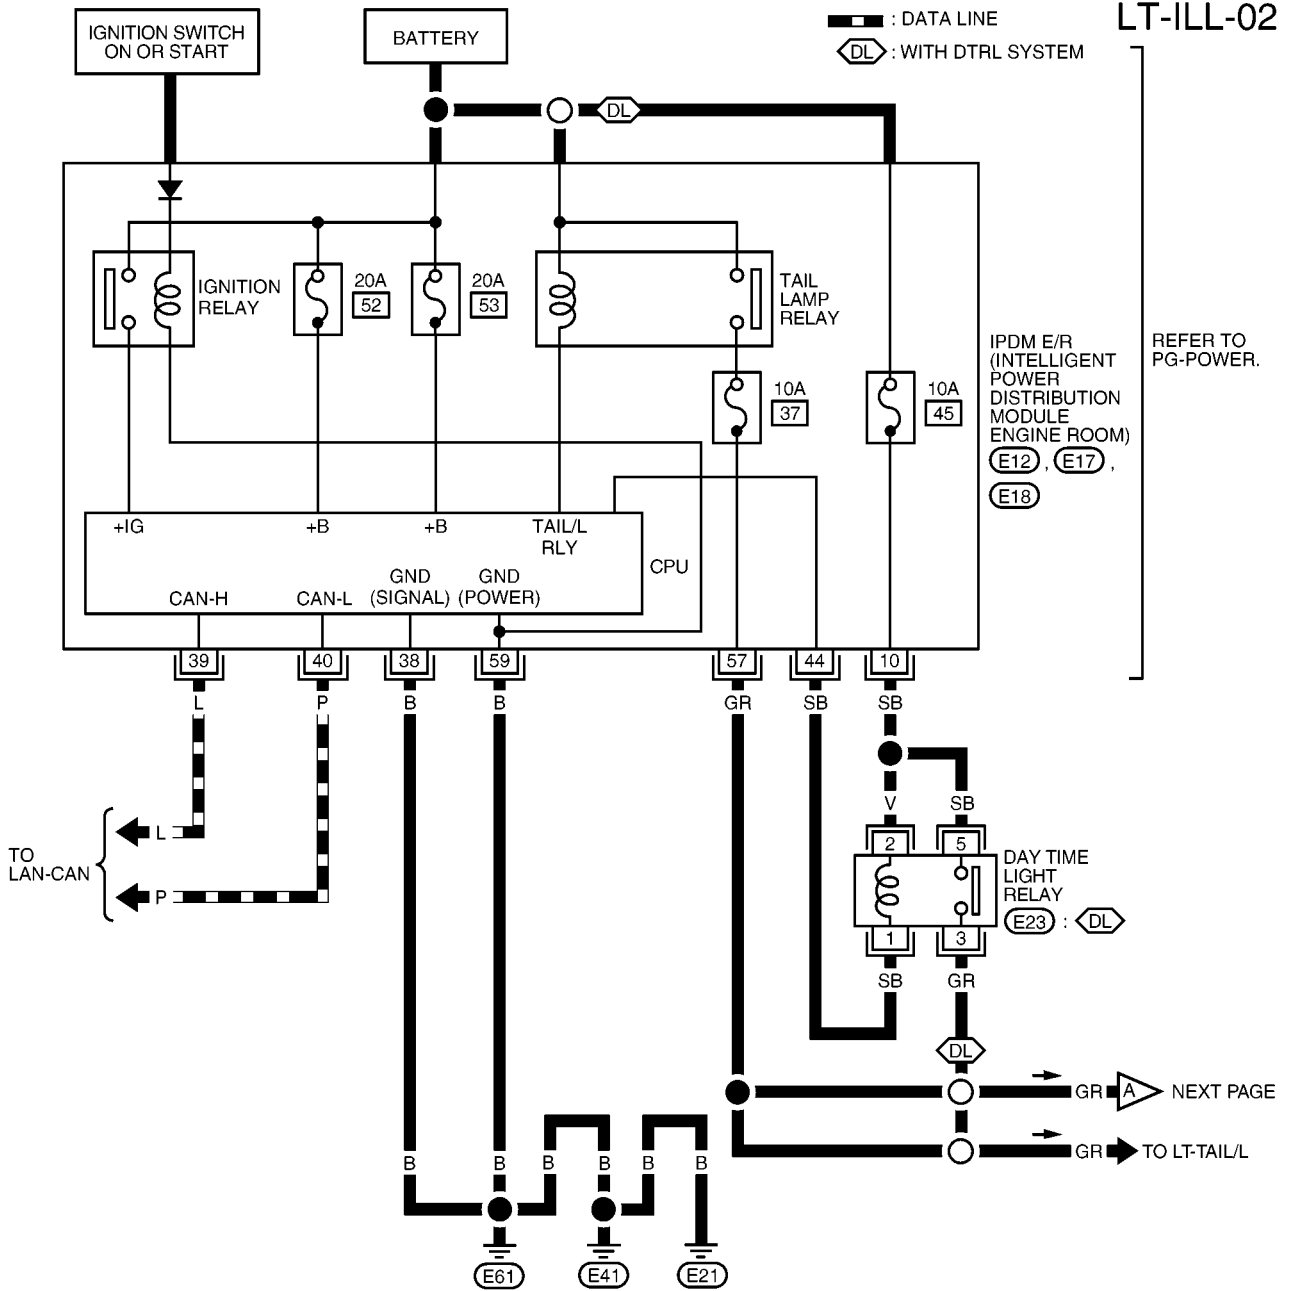 LT-ILL-02
: DATA LINE
DL : WITH DTRL SYSTEM
IGNITION SWITCH
ON OR START
BATTERY
DL
IGNITION
RELAY
20A
52
20A
53
TAIL
LAMP
RELAY
10A
37
10A
45
IPDM E/R
(INTELLIGENT
POWER
DISTRIBUTION
MODULE
ENGINE ROOM)
E12 , E17 ,
E18
REFER TO
PG-POWER.
+IG
+B
+B
TAIL/L
RLY
CPU
CAN-H
CAN-L
GND
(SIGNAL)
GND
(POWER)
39
40
38
59
57
44
10
L
P
B
B
GR
SB
SB
V
SB
2
5
DAY TIME
LIGHT
RELAY
E23 : DL
1
3
SB
GR
DL
TO
LAN-CAN
L
P
GR A NEXT PAGE
GR TO LT-TAIL/L
B
B
B
B
B
B
E61
E41
E21